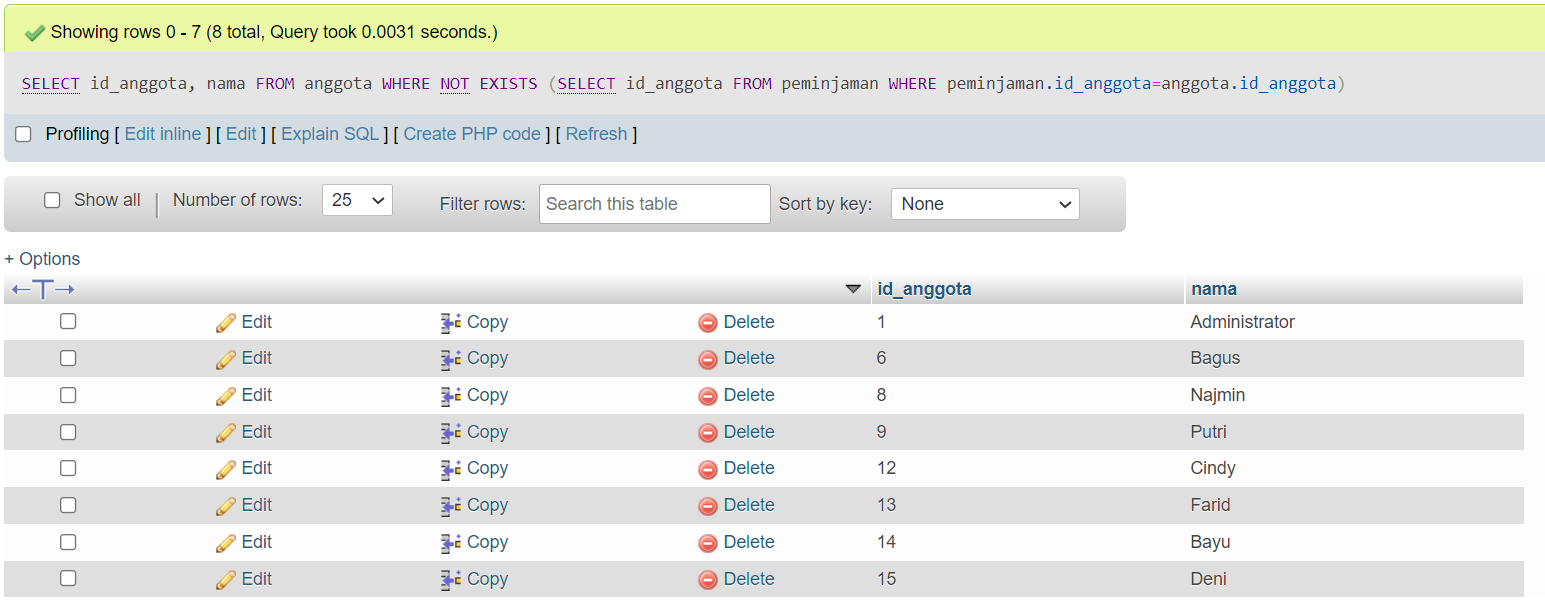 Showing rows 0 - 7 (8 total, Query took 0.0031 seconds.)
SELECT id_anggota, nama FROM anggota WHERE NOT EXISTS (SELECT id_anggota FROM peminjaman WHERE peminjaman.id_anggota=anggota.id_anggota)
Profiling [ Edit inline ] [ Edit ] [ Explain SQL ] [ Create PHP code ] [ Refresh ]
Show all | Number of rows: 25 Filter rows: Search this table Sort by key: None
+ Options
←T→ id_anggota nama
Edit Copy Delete 1 Administrator
Edit Copy Delete 6 Bagus
Edit Copy Delete 8 Najmin
Edit Copy Delete 9 Putri
Edit Copy Delete 12 Cindy
Edit Copy Delete 13 Farid
Edit Copy Delete 14 Bayu
Edit Copy Delete 15 Deni